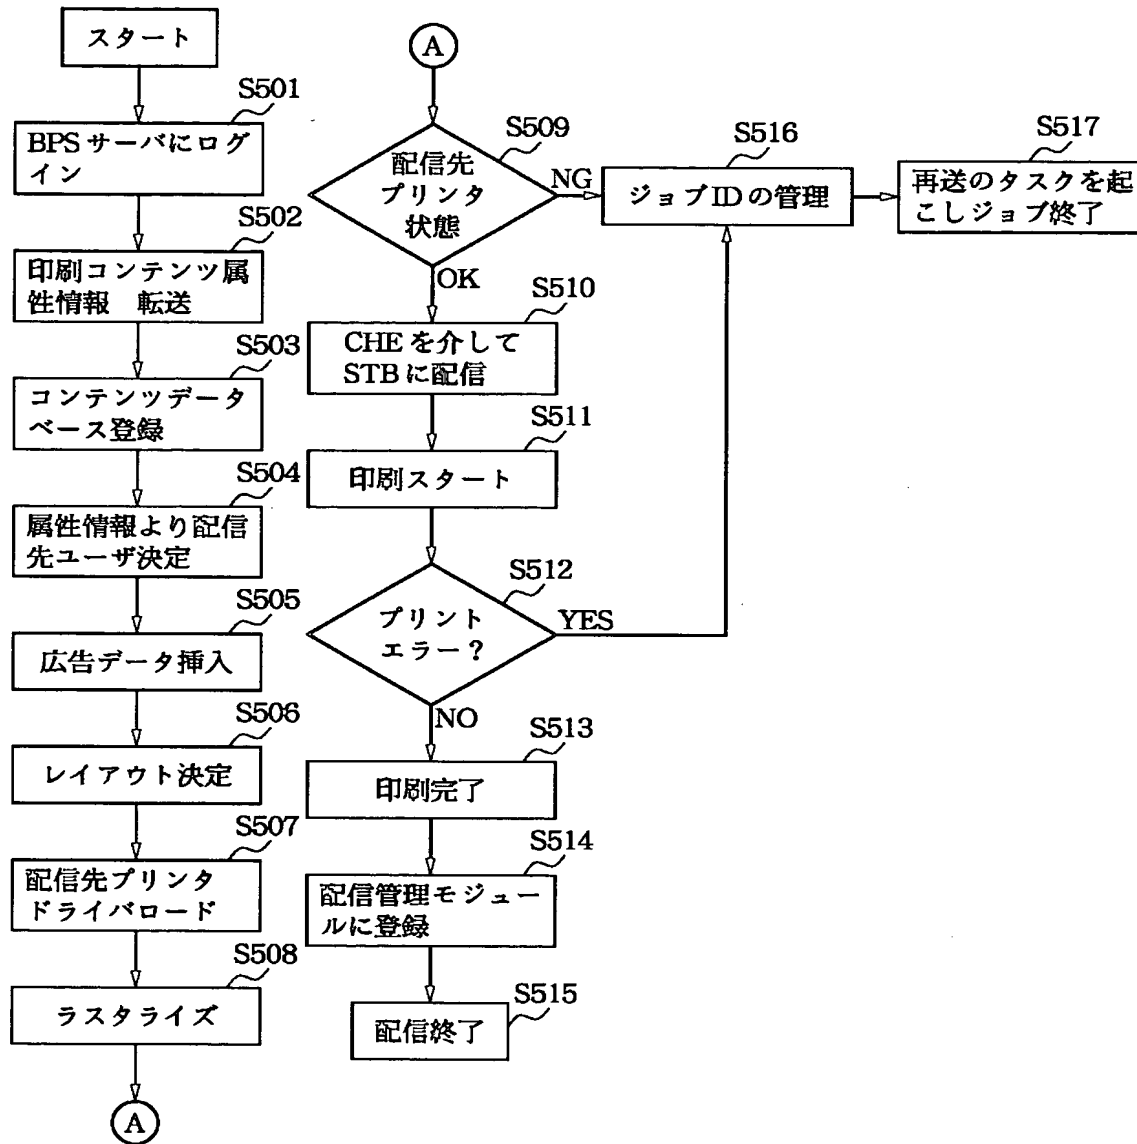 スタート
S501
BPSサーバにログ
イン
S502
印刷コンテンツ属
性情報 転送
S503
コンテンツデータ
ベース登録
S504
属性情報より配信
先ユーザ決定
S505
広告データ挿入
S506
レイアウト決定
S507
配信先プリンタ
ドライバロード
S508
ラスタライズ
A
A
S509
配信先
プリンタ
状態
NG
OK
S510
CHEを介して
STBに配信
S511
印刷スタート
S512
プリント
エラー?
YES
NO
S513
印刷完了
S514
配信管理モジュー
ルに登録
S515
配信終了
S516
ジョブIDの管理
S517
再送のタスクを起
こしジョブ終了